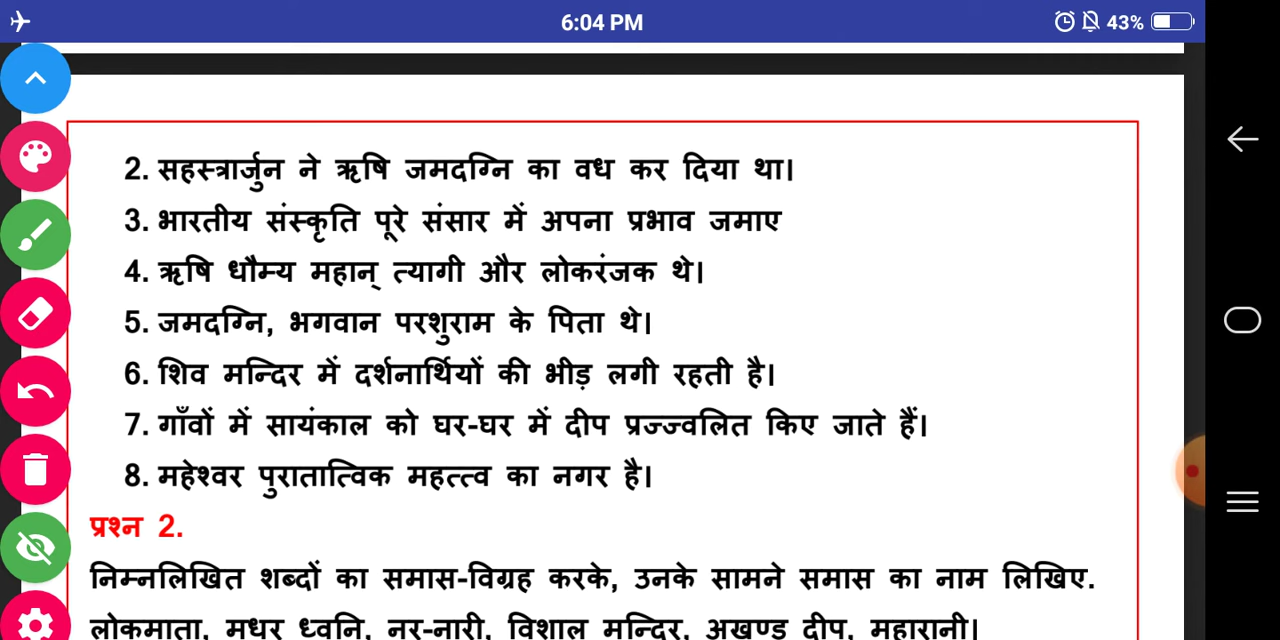 6:04 PM
43%
2. सहस्त्रार्जुन ने ऋषि जमदग्नि का वध कर दिया था।
3. भारतीय संस्कृति पूरे संसार में अपना प्रभाव जमाए
4. ऋषि धौम्य महान् त्यागी और लोकरंजक थे।
5. जमदग्नि, भगवान परशुराम के पिता थे।
6. शिव मन्दिर में दर्शनार्थियों की भीड़ लगी रहती है।
7. गाँवों में सायंकाल को घर-घर में दीप प्रज्ज्वलित किए जाते हैं।
8. महेश्वर पुरातात्विक महत्त्व का नगर है।
प्रश्न 2.
निम्नलिखित शब्दों का समास-विग्रह करके, उनके सामने समास का नाम लिखिए.
लोकमाता, मधर ध्वनि, नर-नारी, विशाल मन्दिर, अखण्ड दीप, महारानी।